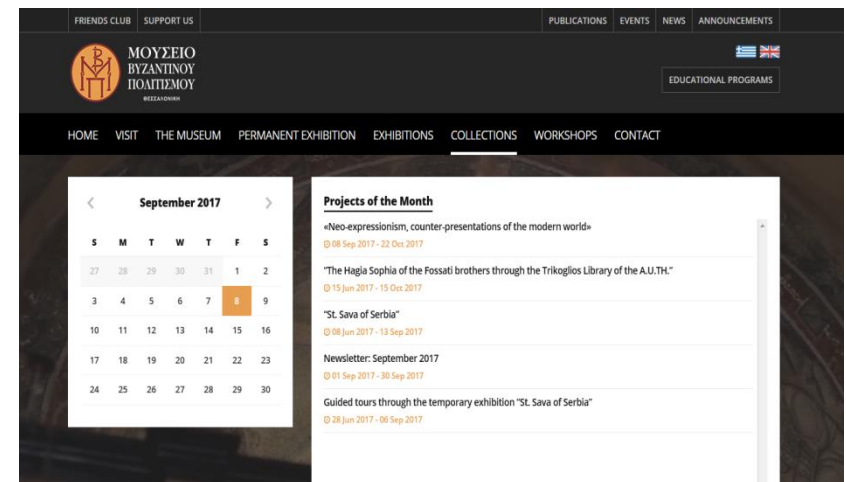 FRIENDS CLUB SUPPORT US PUBLICATIONS EVENTS NEWS ANNOUNCEMENTS
ΜΟΥΣΕΙΟ
ΒΥΖΑΝΤΙΝΟΥ
ΠΟΛΙΤΙΣΜΟΥ
ΘΕΣΣΑΛΟΝΙΚΗ
EDUCATIONAL PROGRAMS
HOME VISIT THE MUSEUM PERMANENT EXHIBITION EXHIBITIONS COLLECTIONS WORKSHOPS CONTACT
September 2017
S M T W T F S
27 28 29 30 31 1 2
3 4 5 6 7 8 9
10 11 12 13 14 15 16
17 18 19 20 21 22 23
24 25 26 27 28 29 30
Projects of the Month
«Neo-expressionism, counter-presentations of the modern world»
08 Sep 2017 - 22 Oct 2017
"The Hagia Sophia of the Fossati brothers through the Trikoglios Library of the A.U.TH."
15 Jun 2017 - 15 Oct 2017
"St. Sava of Serbia"
08 Jun 2017 - 13 Sep 2017
Newsletter: September 2017
01 Sep 2017 - 30 Sep 2017
Guided tours through the temporary exhibition "St. Sava of Serbia"
28 Jun 2017 - 06 Sep 2017